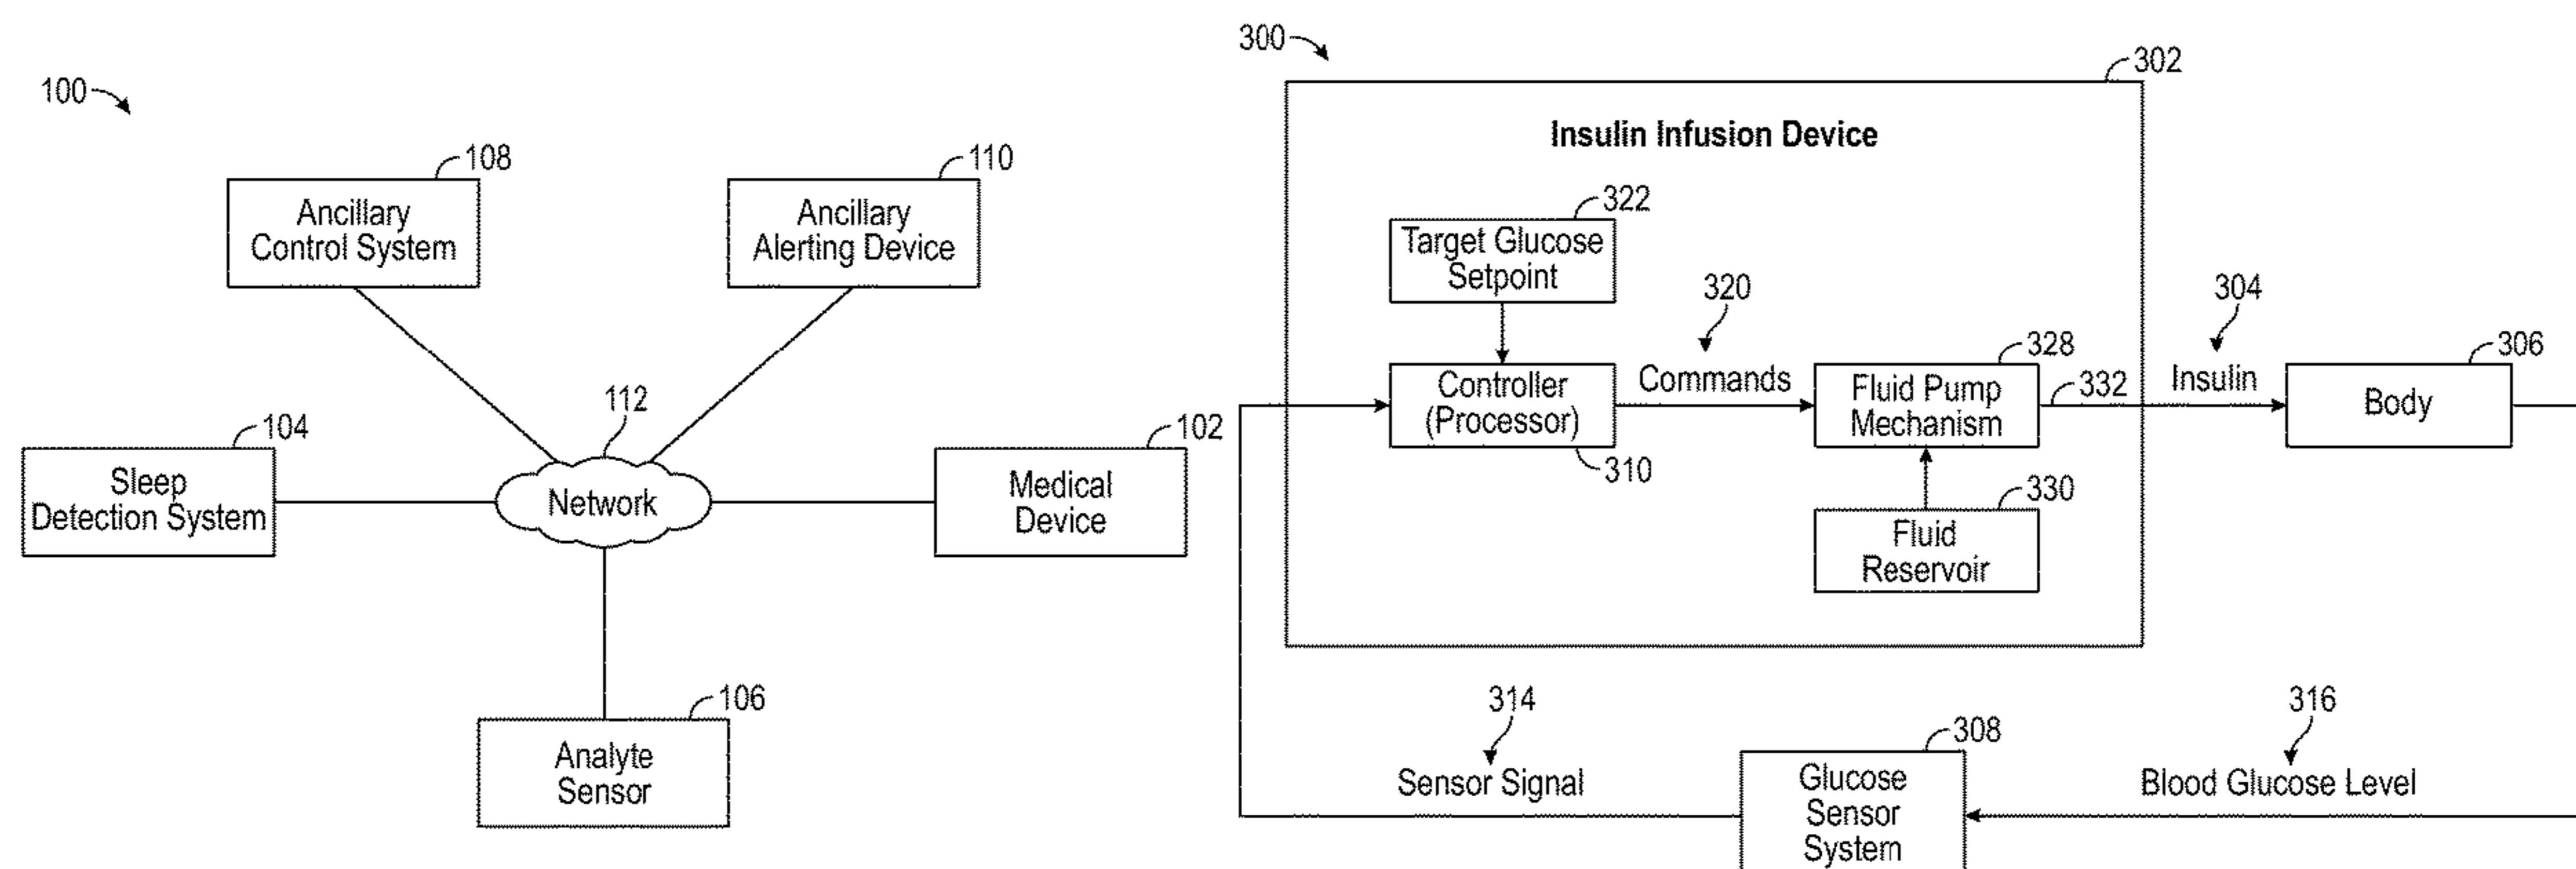 100
108
Ancillary
Control System
110
Ancillary
Alerting Device
104
Sleep
Detection System
112
Network
102
Medical
Device
106
Analyte
Sensor
300
302
Insulin Infusion Device
322
Target Glucose
Setpoint
320
Commands
310
Controller
(Processor)
328
Fluid Pump
Mechanism
332
330
Fluid
Reservoir
304
Insulin
306
Body
314
Sensor Signal
308
Glucose
Sensor
System
316
Blood Glucose Level